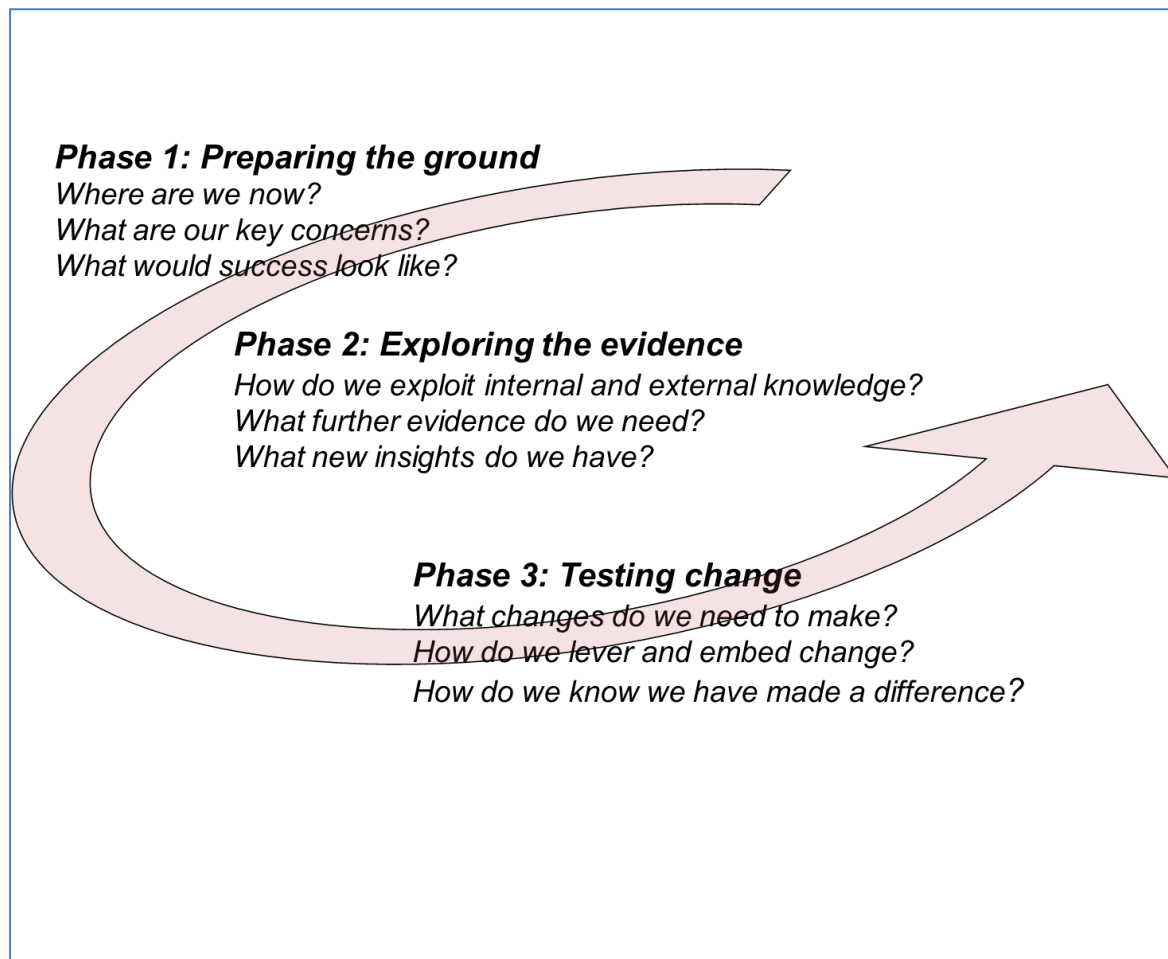 Phase 1: Preparing the ground
Where are we now?
What are our key concerns?
What would success look like?
Phase 2: Exploring the evidence
How do we exploit internal and external knowledge?
What further evidence do we need?
What new insights do we have?
Phase 3: Testing change
What changes do we need to make?
How do we lever and embed change?
How do we know we have made a difference?